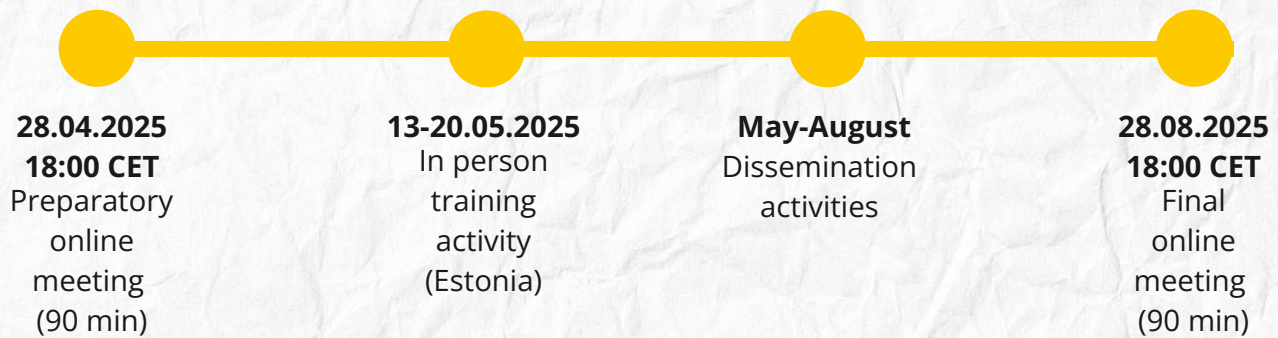 28.04.2025
18:00 CET
Preparatory
online
meeting
(90 min)
13-20.05.2025
In person
training
activity
(Estonia)
May-August
Dissemination
activities
28.08.2025
18:00 CET
Final
online
meeting
(90 min)